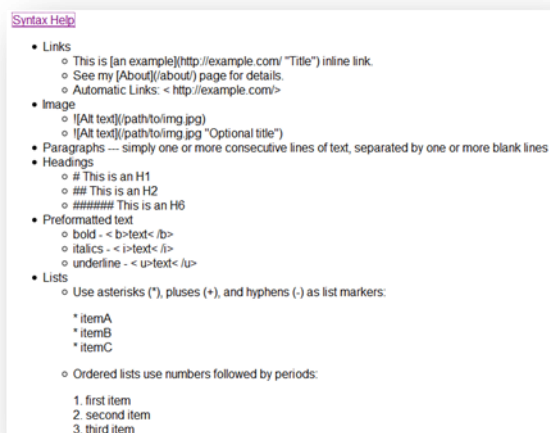 Syntax Help
• Links
○ This is [an example](http://example.com/ "Title") inline link.
○ See my [About](/about/) page for details.
○ Automatic Links: < http://example.com/>
• Image
○ ![Alt text](/path/to/img.jpg)
○ ![Alt text](/path/to/img.jpg "Optional title")
• Paragraphs --- simply one or more consecutive lines of text, separated by one or more blank lines
• Headings
○ # This is an H1
○ ## This is an H2
○ ###### This is an H6
• Preformatted text
○ bold - < b>text< /b>
○ italics - < i>text< /i>
○ underline - < u>text< /u>
• Lists
○ Use asterisks (*), pluses (+), and hyphens (-) as list markers:
* itemA
* itemB
* itemC
○ Ordered lists use numbers followed by periods:
1. first item
2. second item
3. third item